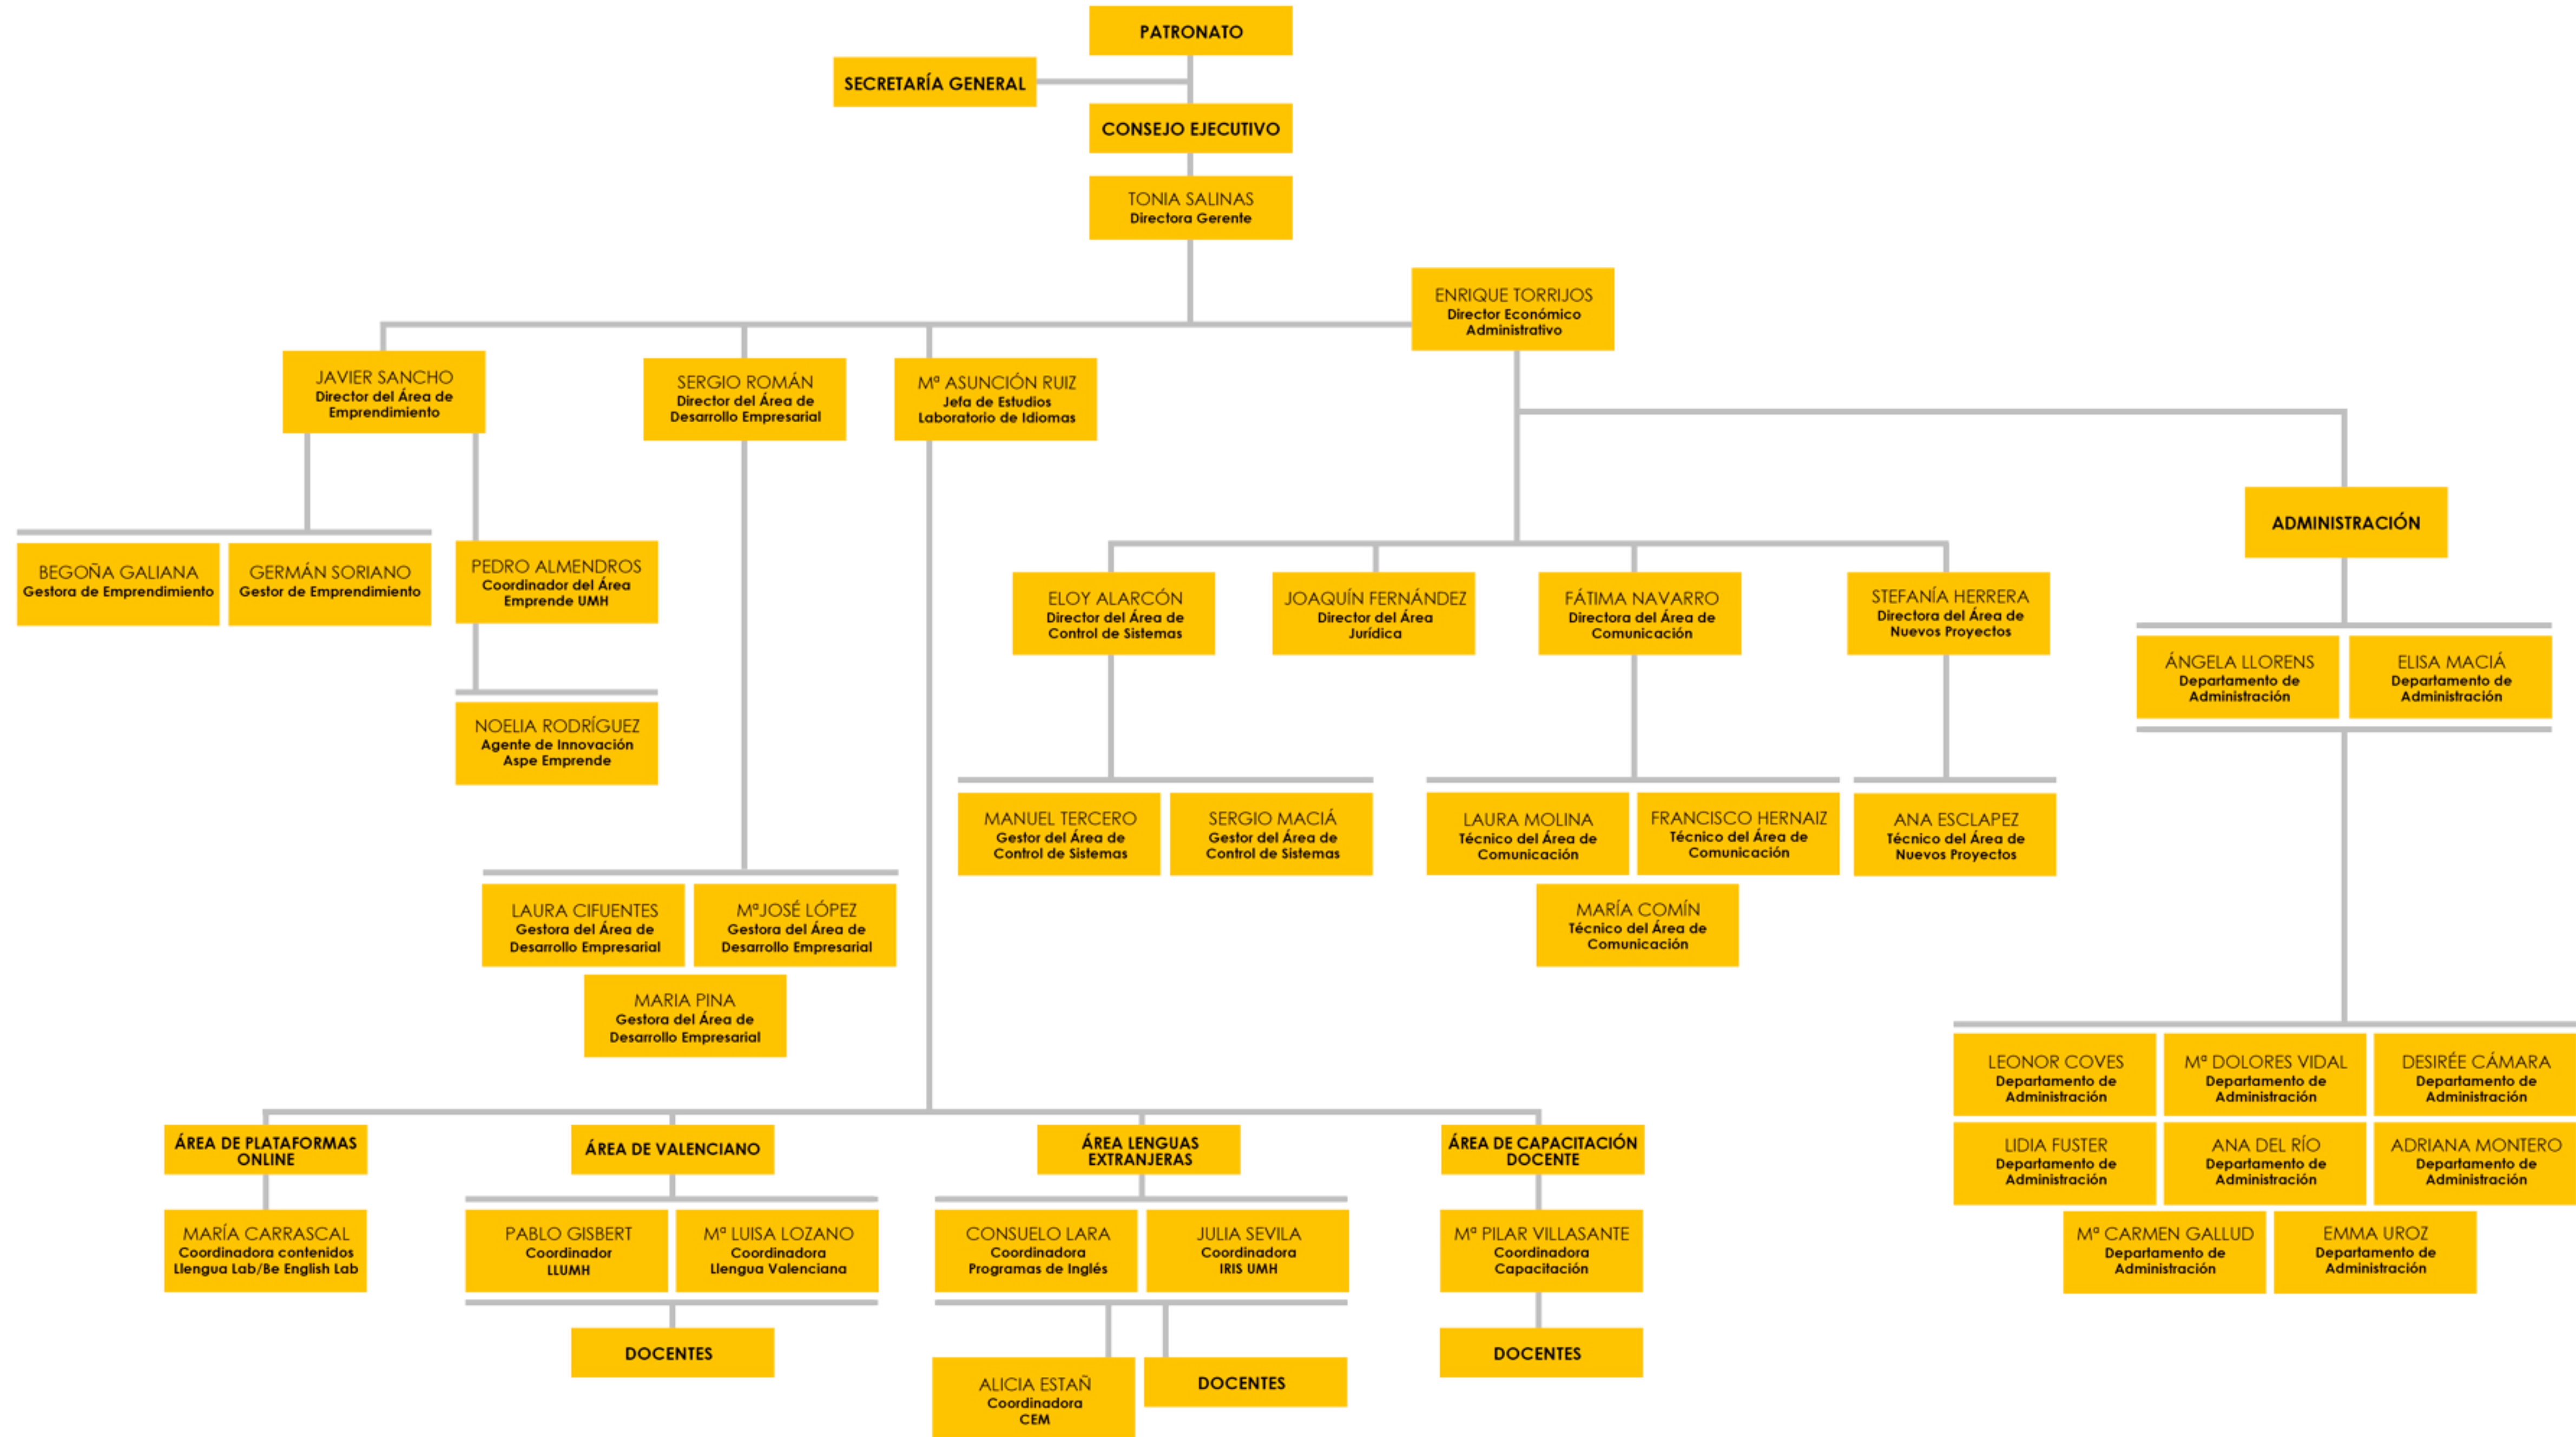 PATRONATO
SECRETARÍA GENERAL
CONSEJO EJECUTIVO
TONIA SALINAS
Directora Gerente
ENRIQUE TORRIJOS
Director Económico
Administrativo
JAVIER SANCHO
Director del Área de
Emprendimiento
SERGIO ROMÁN
Director del Área de
Desarrollo Empresarial
Mª ASUNCIÓN RUIZ
Jefa de Estudios
Laboratorio de Idiomas
ADMINISTRACIÓN
BEGOÑA GALIANA
Gestora de Emprendimiento
GERMÁN SORIANO
Gestor de Emprendimiento
PEDRO ALMENDROS
Coordinador del Área
Emprende UMH
ELOY ALARCÓN
Director del Área de
Control de Sistemas
JOAQUÍN FERNÁNDEZ
Director del Área
Jurídica
FÁTIMA NAVARRO
Directora del Área de
Comunicación
STEFANÍA HERRERA
Directora del Área de
Nuevos Proyectos
ÁNGELA LLORENS
Departamento de
Administración
ELISA MACIÁ
Departamento de
Administración
NOELIA RODRÍGUEZ
Agente de Innovación
Aspe Emprende
MANUEL TERCERO
Gestor del Área de
Control de Sistemas
SERGIO MACIÁ
Gestor del Área de
Control de Sistemas
LAURA MOLINA
Técnico del Área de
Comunicación
FRANCISCO HERNAIZ
Técnico del Área de
Comunicación
ANA ESCLAPEZ
Técnico del Área de
Nuevos Proyectos
LAURA CIFUENTES
Gestora del Área de
Desarrollo Empresarial
MªJOSÉ LÓPEZ
Gestora del Área de
Desarrollo Empresarial
MARÍA COMÍN
Técnico del Área de
Comunicación
MARIA PINA
Gestora del Área de
Desarrollo Empresarial
LEONOR COVES
Departamento de
Administración
Mª DOLORES VIDAL
Departamento de
Administración
DESIRÉE CÁMARA
Departamento de
Administración
LIDIA FUSTER
Departamento de
Administración
ANA DEL RÍO
Departamento de
Administración
ADRIANA MONTERO
Departamento de
Administración
Mª CARMEN GALLUD
Departamento de
Administración
EMMA UROZ
Departamento de
Administración
ÁREA DE PLATAFORMAS
ONLINE
ÁREA DE VALENCIANO
ÁREA LENGUAS
EXTRANJERAS
ÁREA DE CAPACITACIÓN
DOCENTE
MARÍA CARRASCAL
Coordinadora contenidos
Llengua Lab/Be English Lab
PABLO GISBERT
Coordinador
LLUMH
Mª LUISA LOZANO
Coordinadora
Llengua Valenciana
CONSUELO LARA
Coordinadora
Programas de Inglés
JULIA SEVILA
Coordinadora
IRIS UMH
Mª PILAR VILLASANTE
Coordinadora
Capacitación
DOCENTES
ALICIA ESTAÑ
Coordinadora
CEM
DOCENTES
DOCENTES